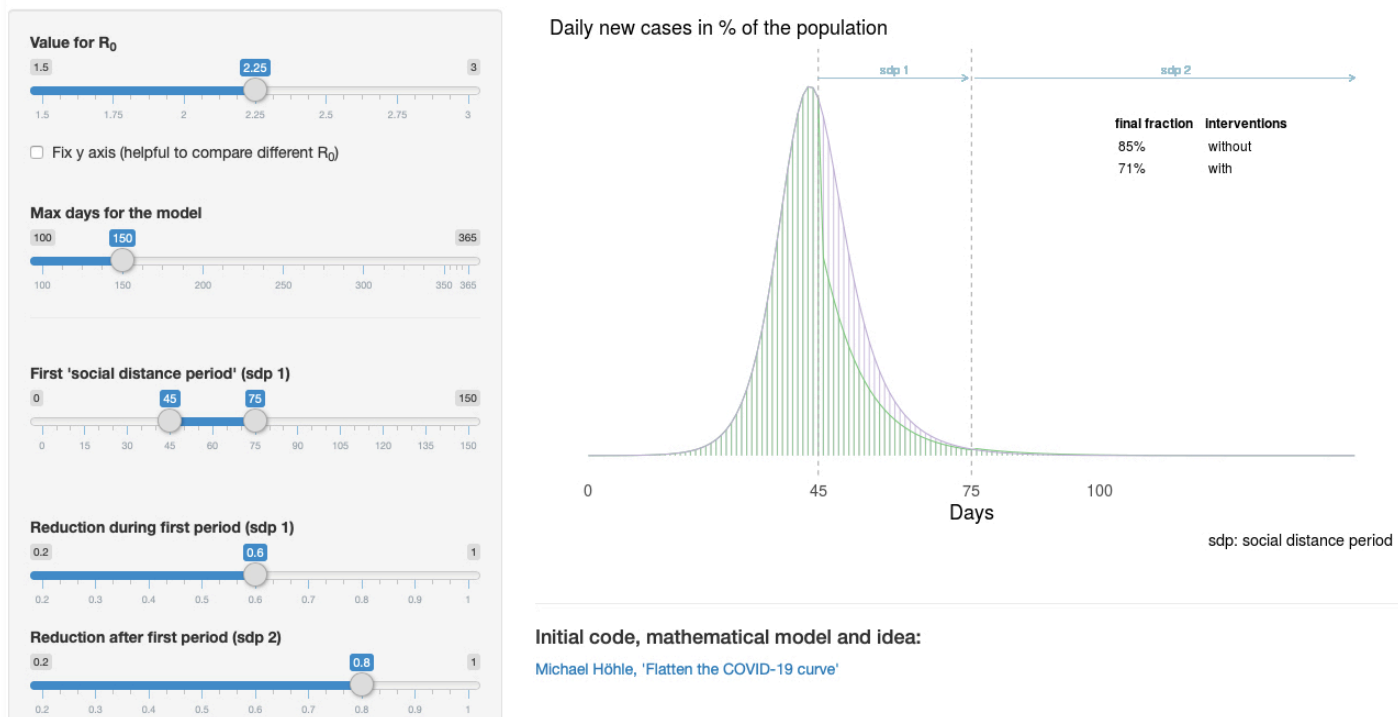 Value for R0
1.5 2.25 3
1.5 1.75 2 2.25 2.5 2.75 3
Fix y axis (helpful to compare different R0)
Max days for the model
100 150 365
100 150 200 250 300 350 365
First 'social distance period' (sdp 1)
0 45 75 150
0 15 30 45 60 75 90 105 120 135 150
Reduction during first period (sdp 1)
0.2 0.6 1
0.2 0.3 0.4 0.5 0.6 0.7 0.8 0.9 1
Reduction after first period (sdp 2)
0.2 0.8 1
0.2 0.3 0.4 0.5 0.6 0.7 0.8 0.9 1
Daily new cases in % of the population
sdp 1 sdp 2
final fraction interventions
85% without
71% with
0 45 75 100
Days
sdp: social distance period
Initial code, mathematical model and idea:
Michael Höhle, 'Flatten the COVID-19 curve'